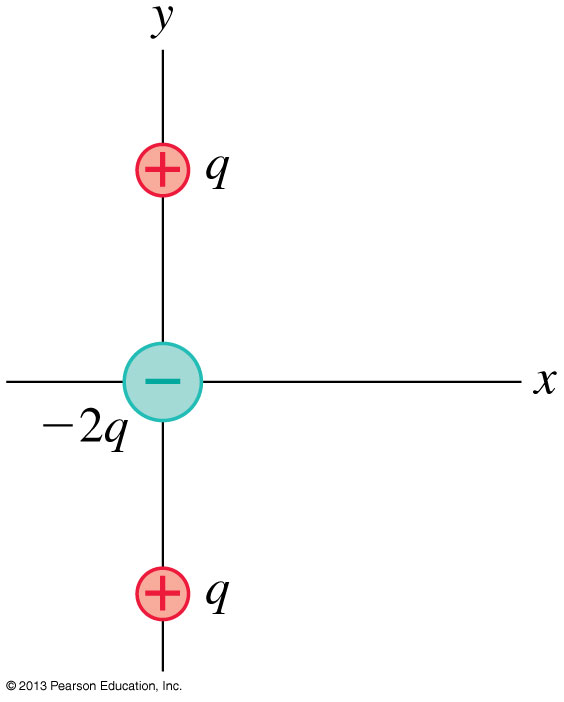 y
+ q
−
x
−2q
+ q
© 2013 Pearson Education, Inc.